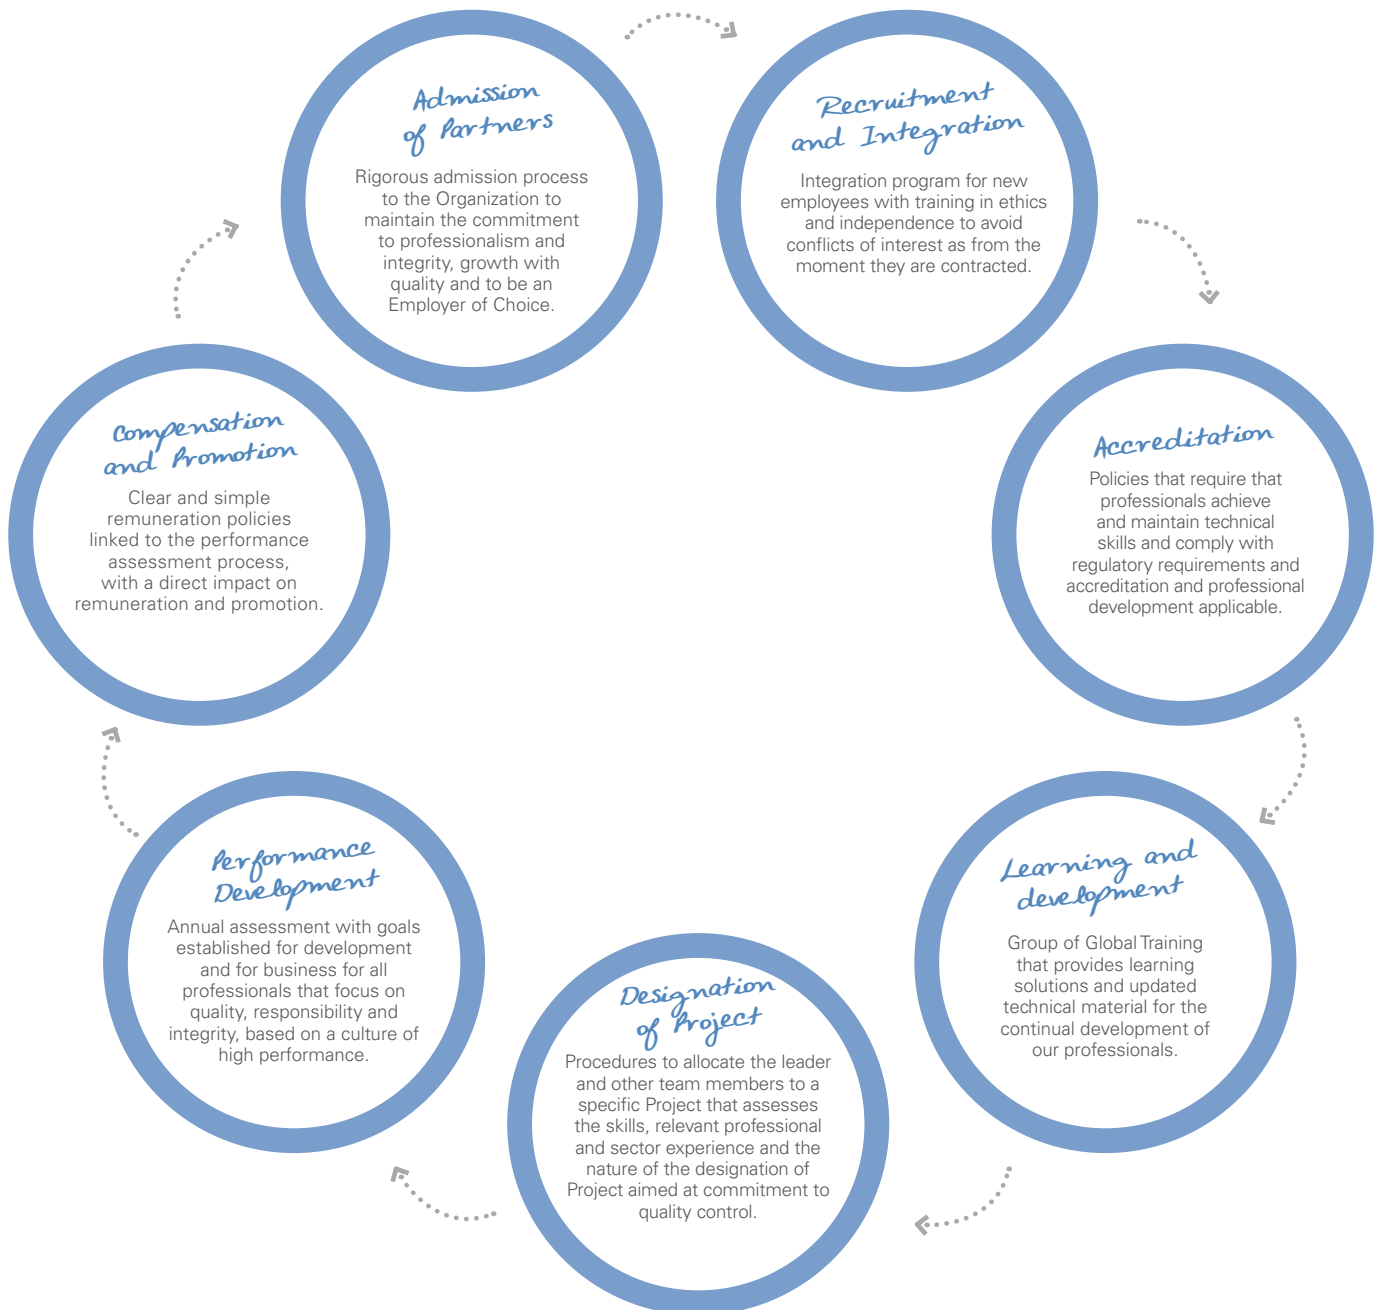 Admission
of Partners
Rigorous admission process
to the Organization to
maintain the commitment
to professionalism and
integrity, growth with
quality and to be an
Employer of Choice.
Recruitment
and Integration
Integration program for new
employees with training in ethics
and independence to avoid
conflicts of interest as from the
moment they are contracted.
Accreditation
Policies that require that
professionals achieve
and maintain technical
skills and comply with
regulatory requirements and
accreditation and professional
development applicable.
Learning and
development
Group of Global Training
that provides learning
solutions and updated
technical material for the
continual development of
our professionals.
Designation
of Project
Procedures to allocate the leader
and other team members to a
specific Project that assesses
the skills, relevant professional
and sector experience and the
nature of the designation of
Project aimed at commitment to
quality control.
Performance
Development
Annual assessment with goals
established for development
and for business for all
professionals that focus on
quality, responsibility and
integrity, based on a culture of
high performance.
Compensation
and Promotion
Clear and simple
remuneration policies
linked to the performance
assessment process,
with a direct impact on
remuneration and promotion.